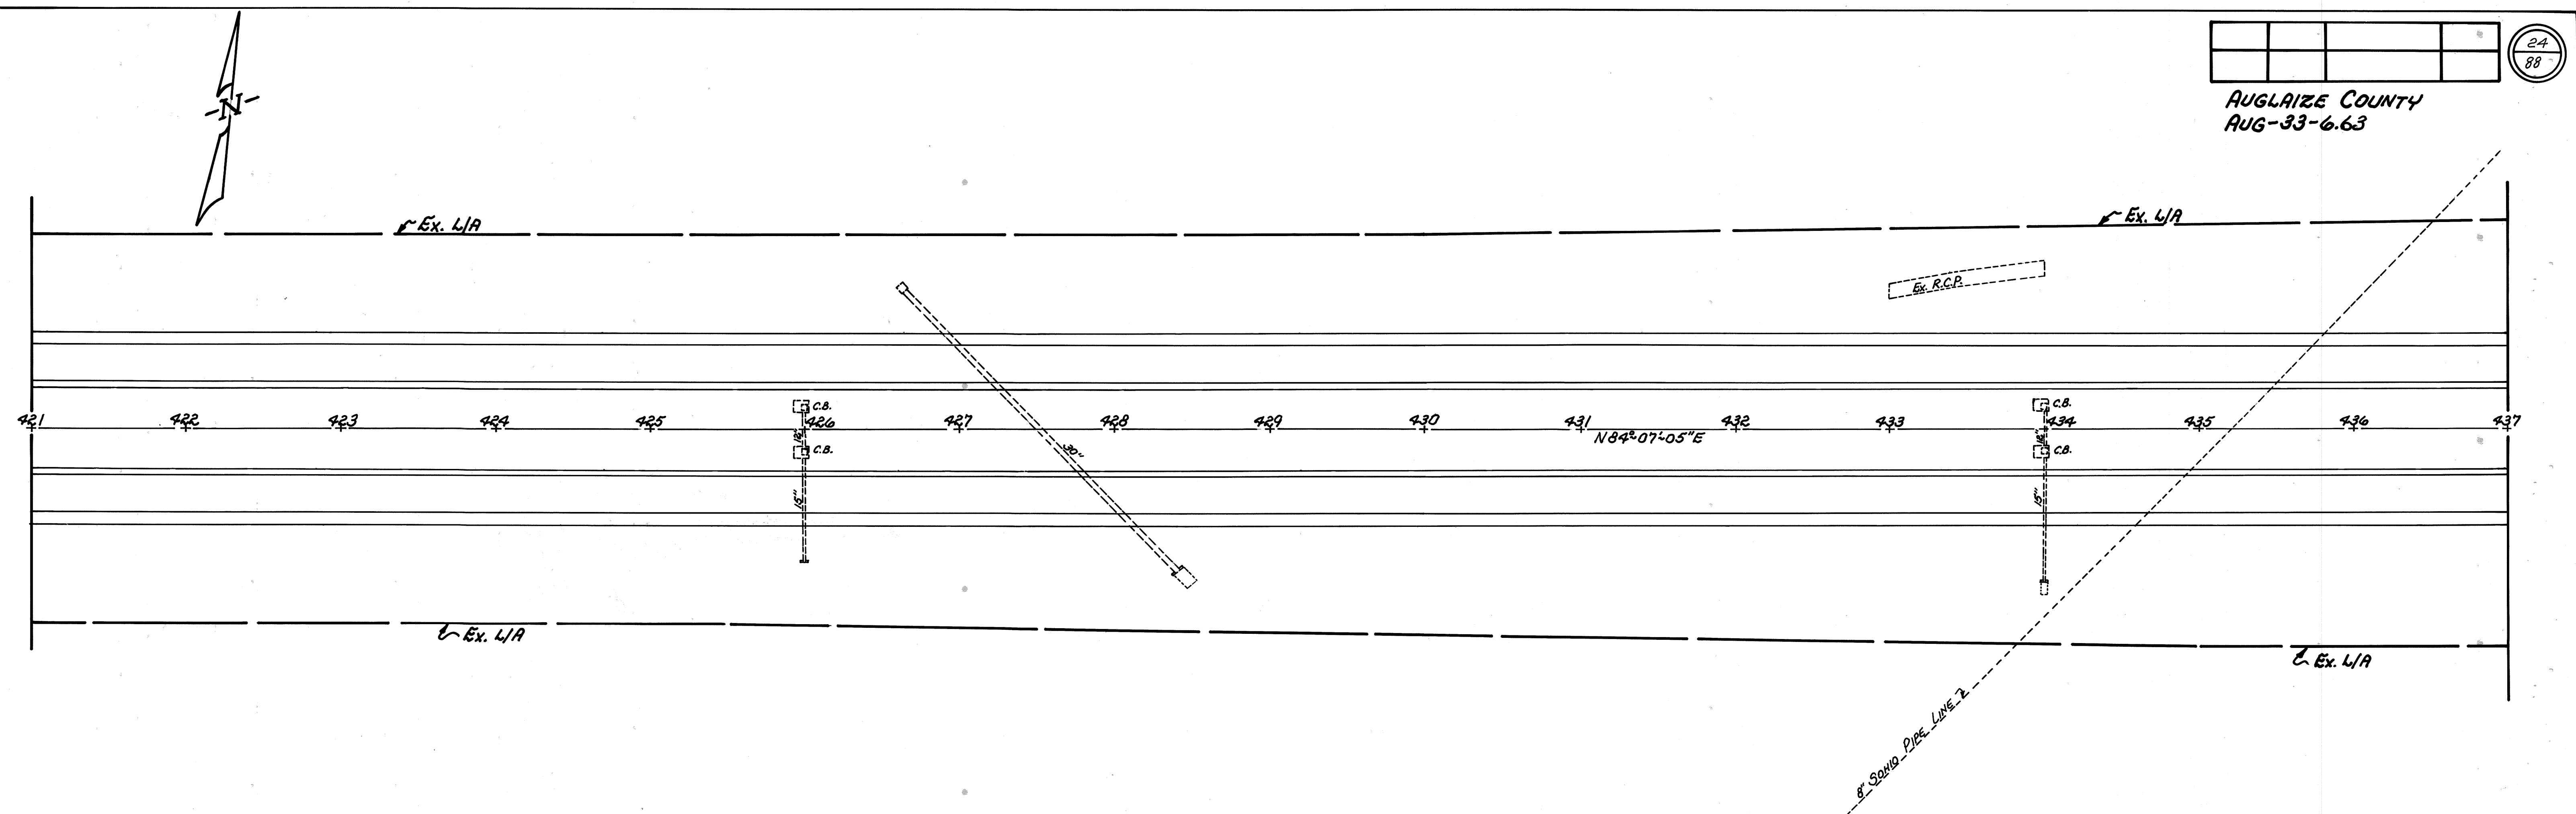 24
88
AUGLAIZE COUNTY
AUG-33-6.63
-N-
Ex. L/A
Ex. L/A
Ex. R.C.P.
C.B.
C.B.
421 422 423 424 425 426 427 428 429 430 431 432 433 434 435 436 437
12"
12"
N84°07'05"E
C.B.
C.B.
30"
15"
15"
Ex. L/A
Ex. L/A
8" SOHIO PIPE LINE